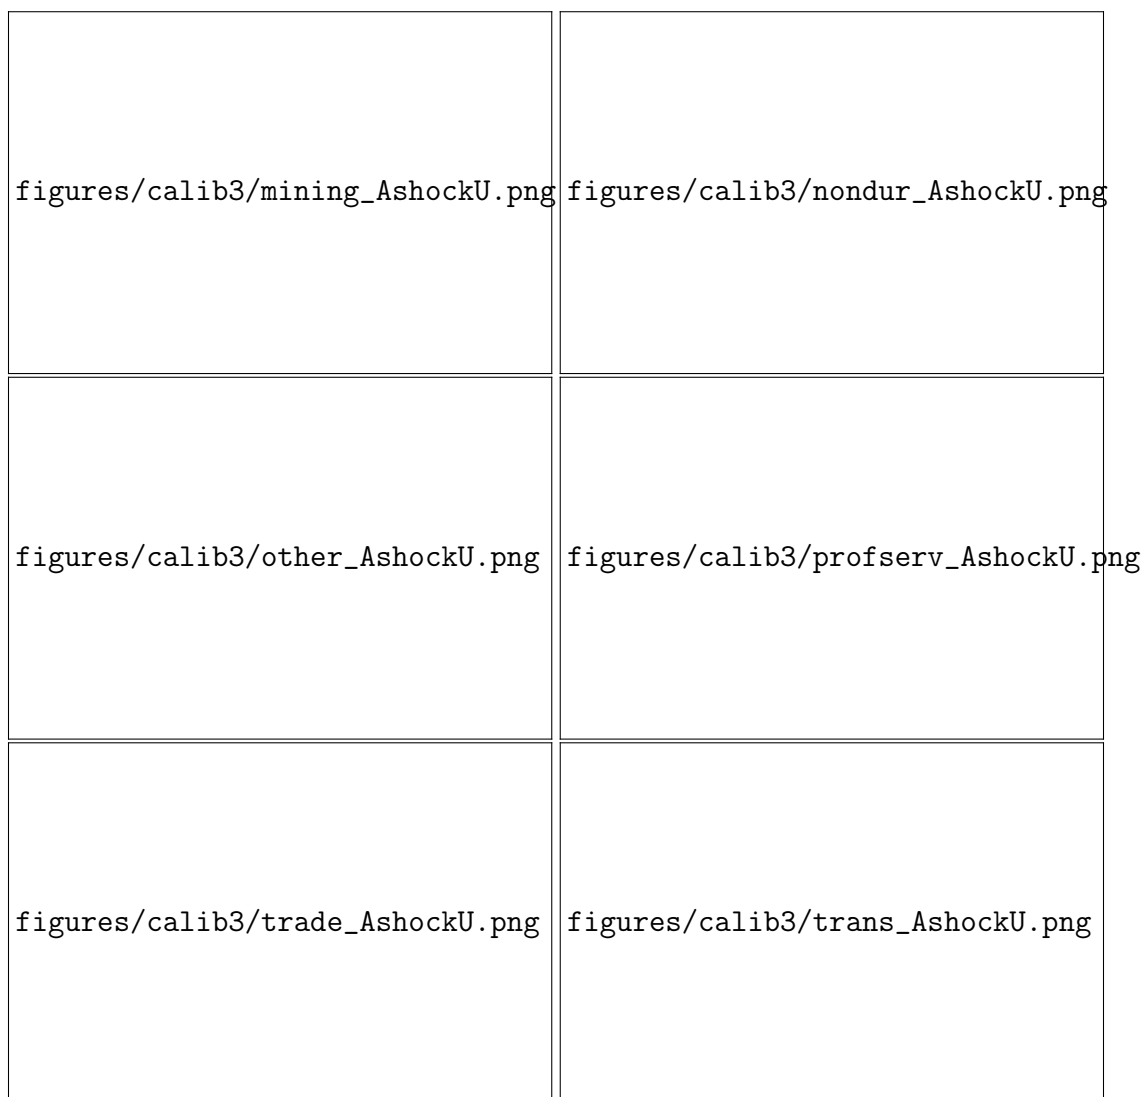 figures/calib3/mining_AshockU.png
figures/calib3/nondur_AshockU.png
figures/calib3/other_AshockU.png
figures/calib3/profserv_AshockU.png
figures/calib3/trade_AshockU.png
figures/calib3/trans_AshockU.png